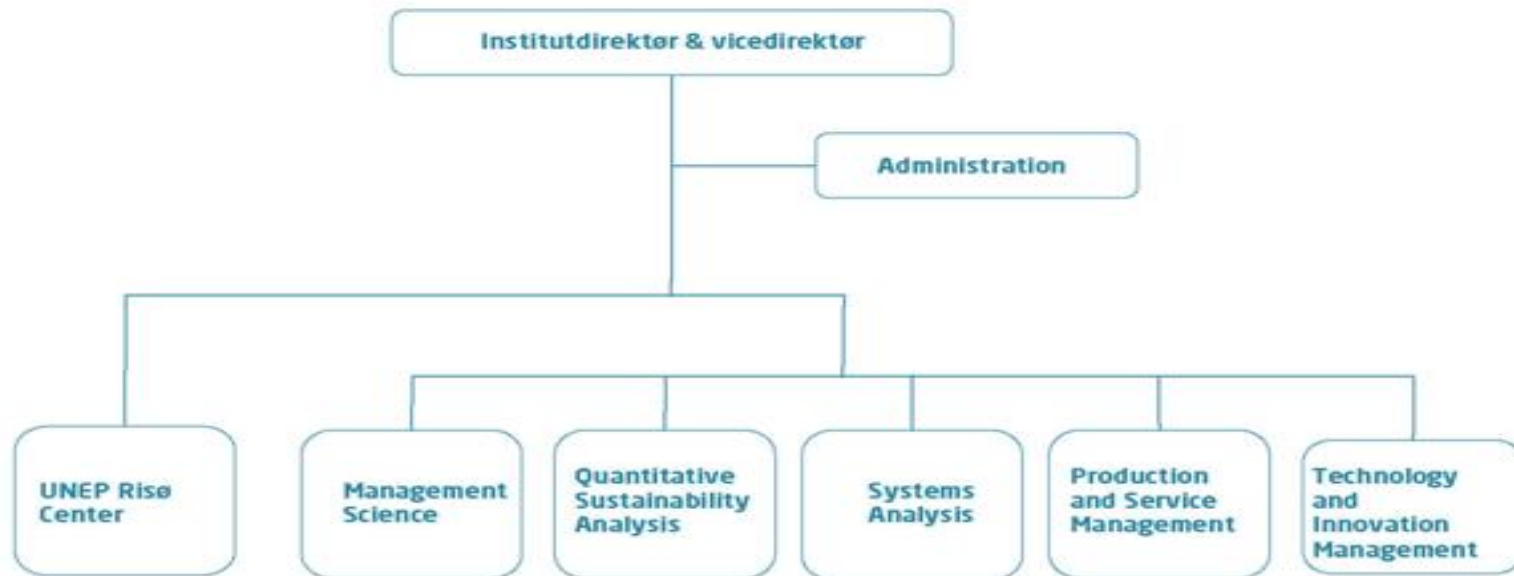 Institutdirektør & vicedirektør
Administration
UNEP Risø
Center
Management
Science
Quantitative
Sustainability
Analysis
Systems
Analysis
Production
and Service
Management
Technology
and
Innovation
Management